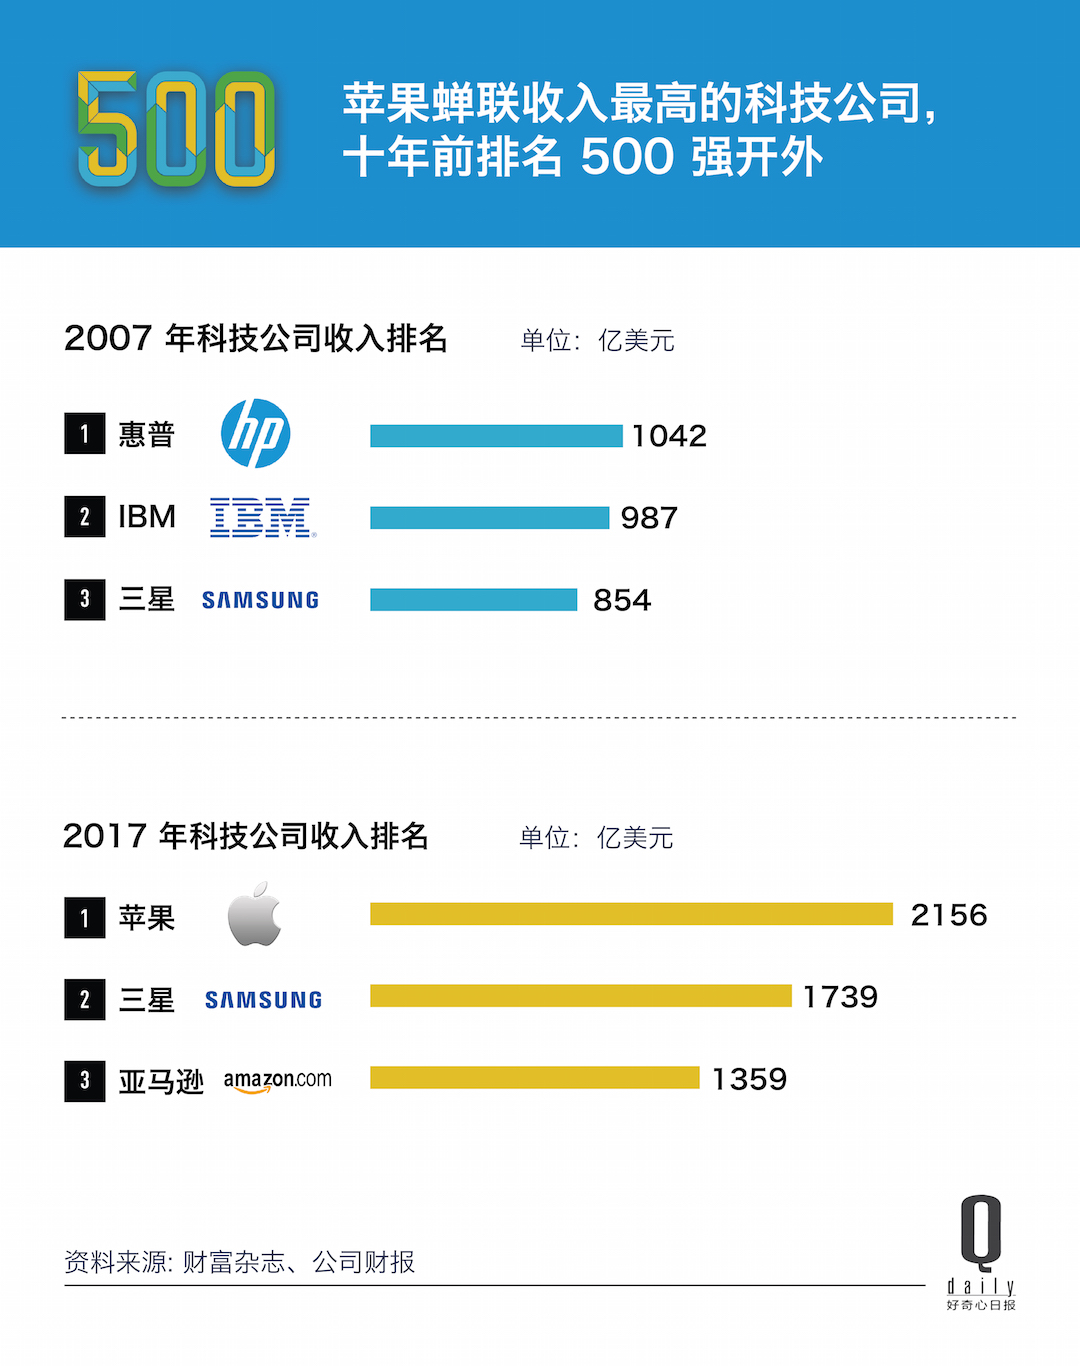 500
苹果蝉联收入最高的科技公司，
十年前排名 500 强开外
2007 年科技公司收入排名 单位：亿美元
1 惠普 hp 1042
2 IBM IBM® 987
3 三星 SAMSUNG 854
2017 年科技公司收入排名 单位：亿美元
1 苹果 2156
2 三星 SAMSUNG 1739
3 亚马逊 amazon.com 1359
资料来源: 财富杂志、公司财报
Q
daily
好奇心日报